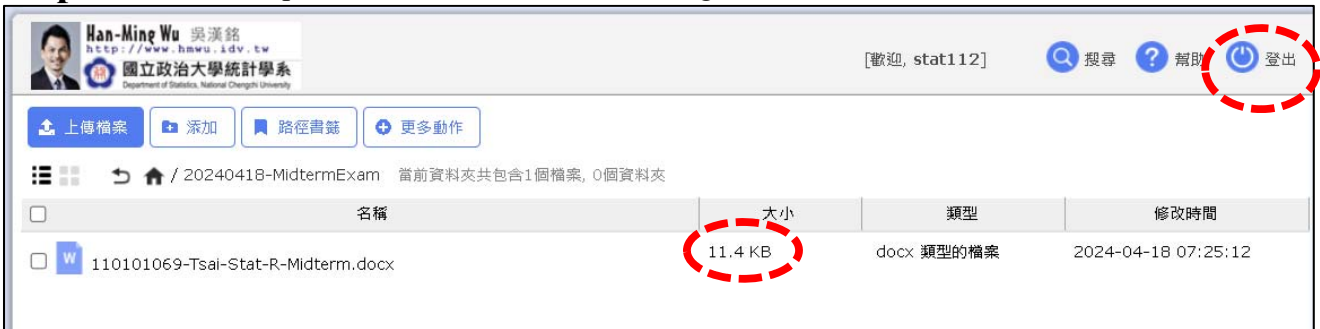 Han-Ming Wu 吳漢銘
http://www.hmwu.idv.tw
國立政治大學統計學系
Department of Statistics, National Chengchi University
[歡迎, stat112] 搜尋 ? 幫助 登出
上傳檔案 添加 路徑書籤 更多動作
/ 20240418-MidtermExam 當前資料夾共包含1個檔案, 0個資料夾
名稱 大小 類型 修改時間
W 110101069-Tsai-Stat-R-Midterm.docx 11.4 KB docx 類型的檔案 2024-04-18 07:25:12